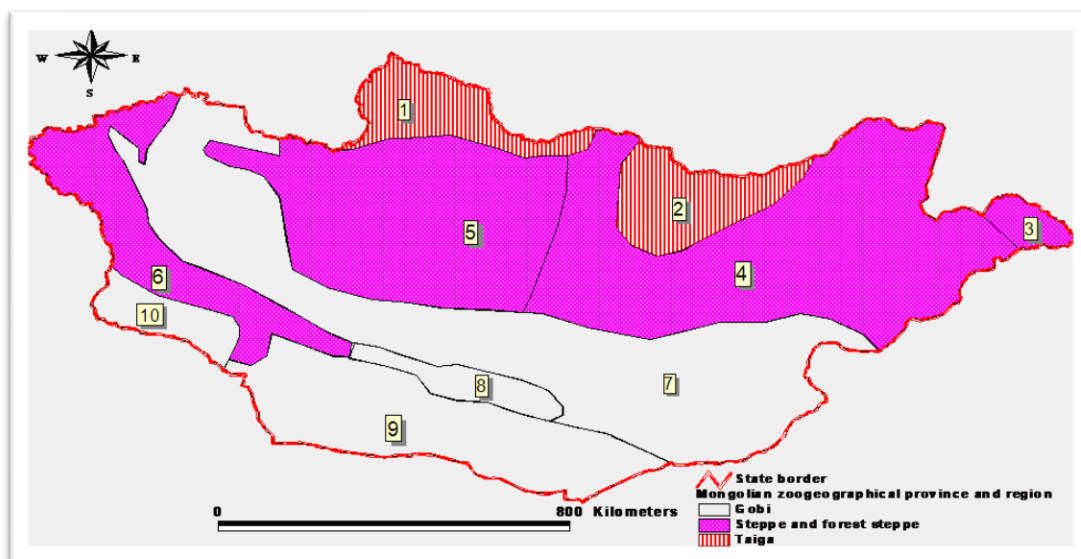 W E
S
1
2
3
5
4
6
10
8
7
9
State border
Mongolian zoogeographical province and region
0 800 Kilometers
Gobi
Steppe and forest steppe
Taiga